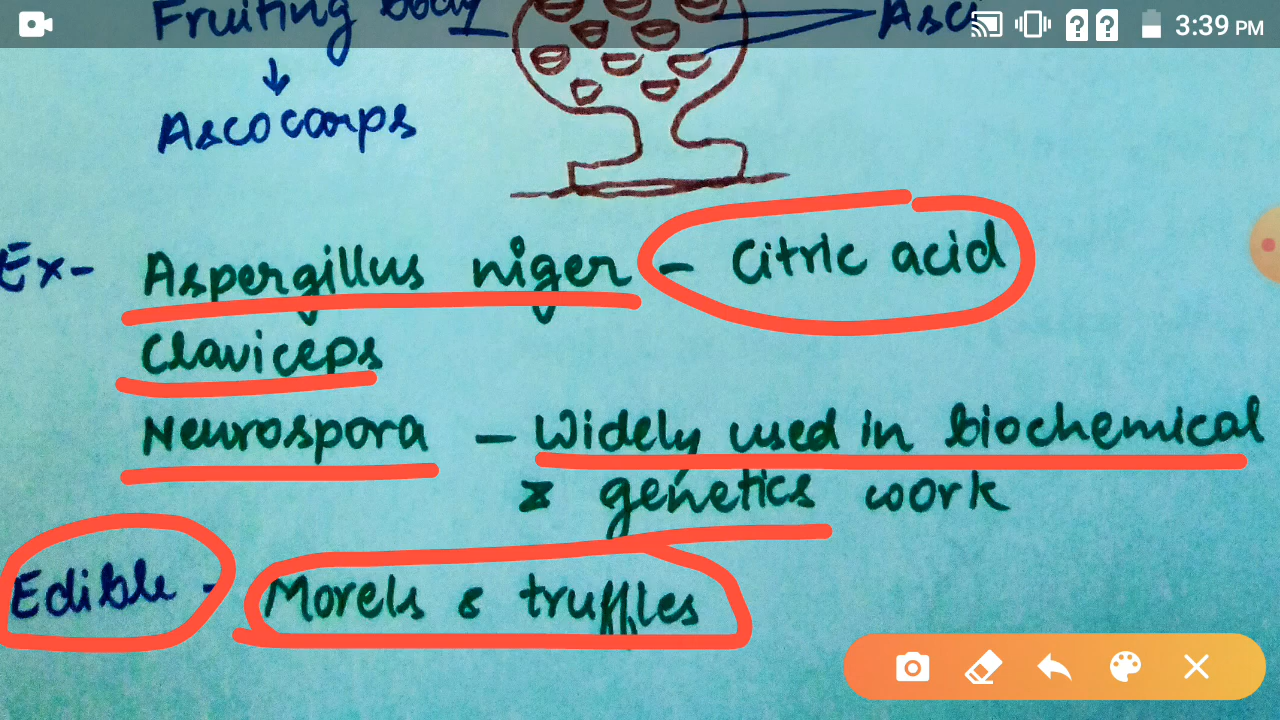 3:39 PM
Fruiting body
Asci
Ascocarps
Ex- Aspergillus niger - Citric acid
Claviceps
Neurospora - Widely used in biochemical
& genetics work
Edible - Morels & truffles